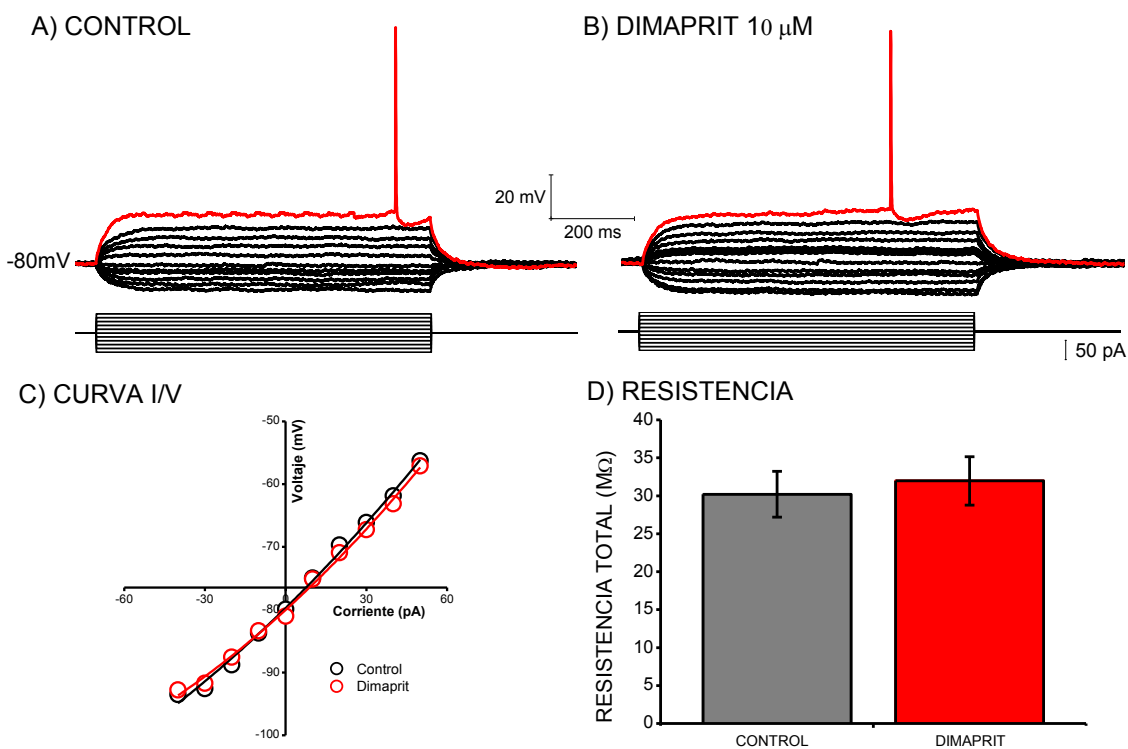 A) CONTROL
B) DIMAPRIT 10 μM
20 mV
200 ms
-80mV
50 pA
C) CURVA I/V
D) RESISTENCIA
-50
-60
-70
-80
-90
-100
Voltaje (mV)
-60
-30
0
30
60
Corriente (pA)
Control
Dimaprit
RESISTENCIA TOTAL (MΩ)
40
35
30
25
20
15
10
5
0
CONTROL
DIMAPRIT